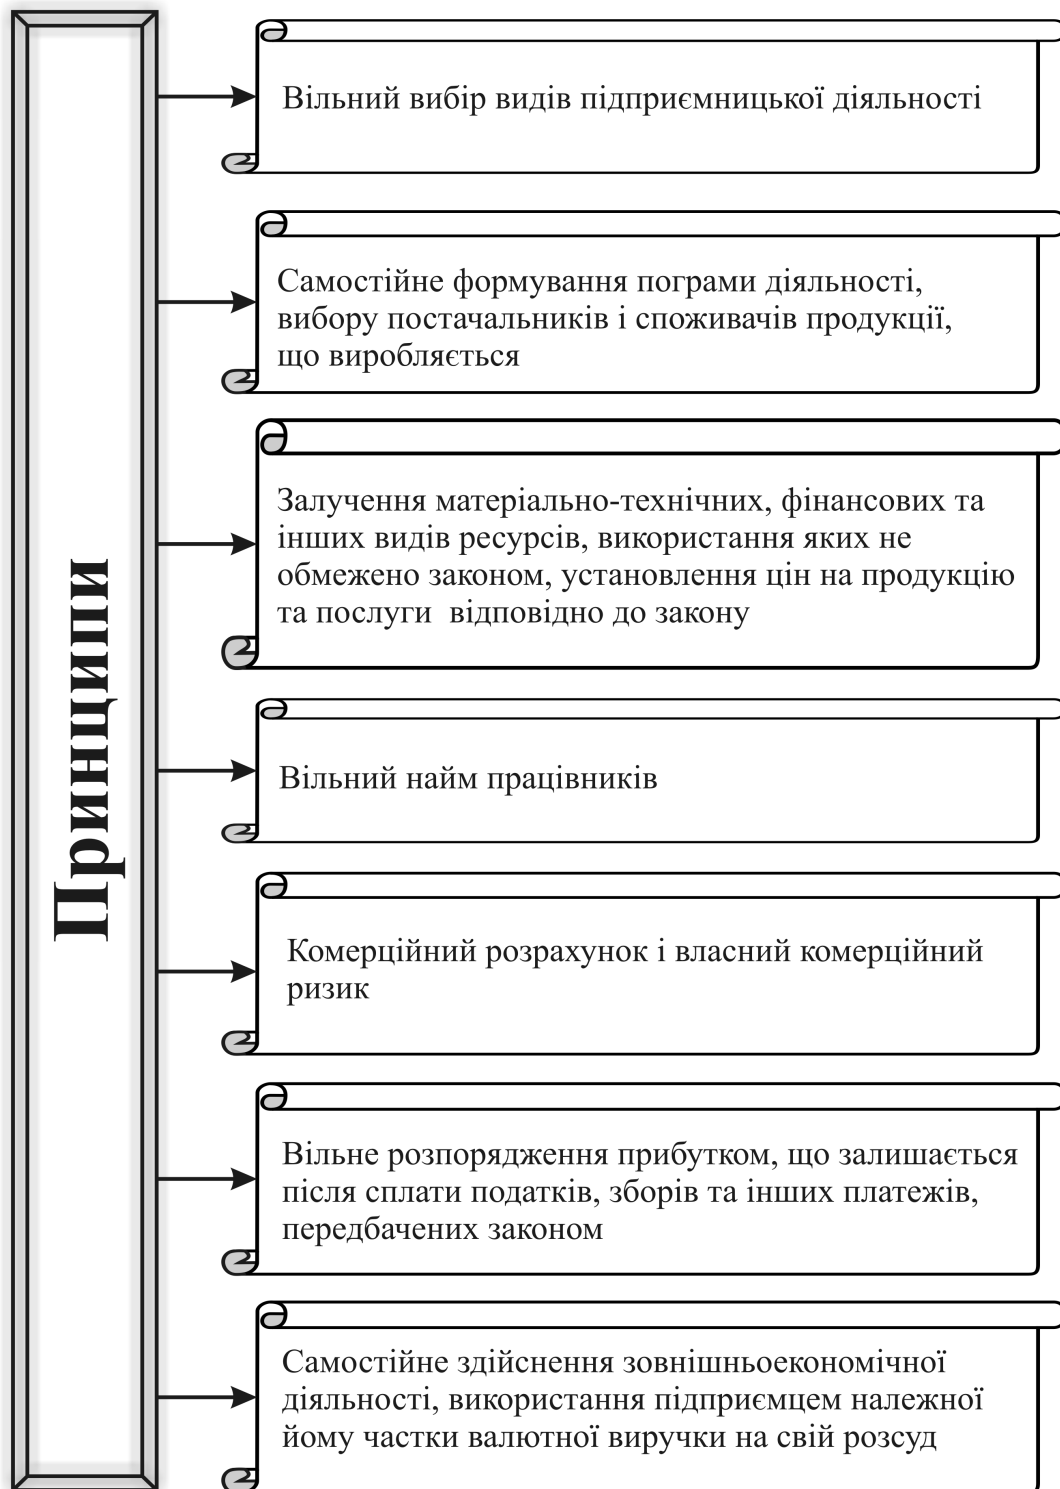 Принципи
Вільний вибір видів підприємницької діяльності
Самостійне формування пограми діяльності,
вибору постачальників і споживачів продукції,
що виробляється
Залучення матеріально-технічних, фінансових та
інших видів ресурсів, використання яких не
обмежено законом, установлення цін на продукцію
та послуги відповідно до закону
Вільний найм працівників
Комерційний розрахунок і власний комерційний
ризик
Вільне розпорядження прибутком, що залишається
після сплати податків, зборів та інших платежів,
передбачених законом
Самостійне здійснення зовнішньоекономічної
діяльності, використання підприємцем належної
йому частки валютної виручки на свій розсуд